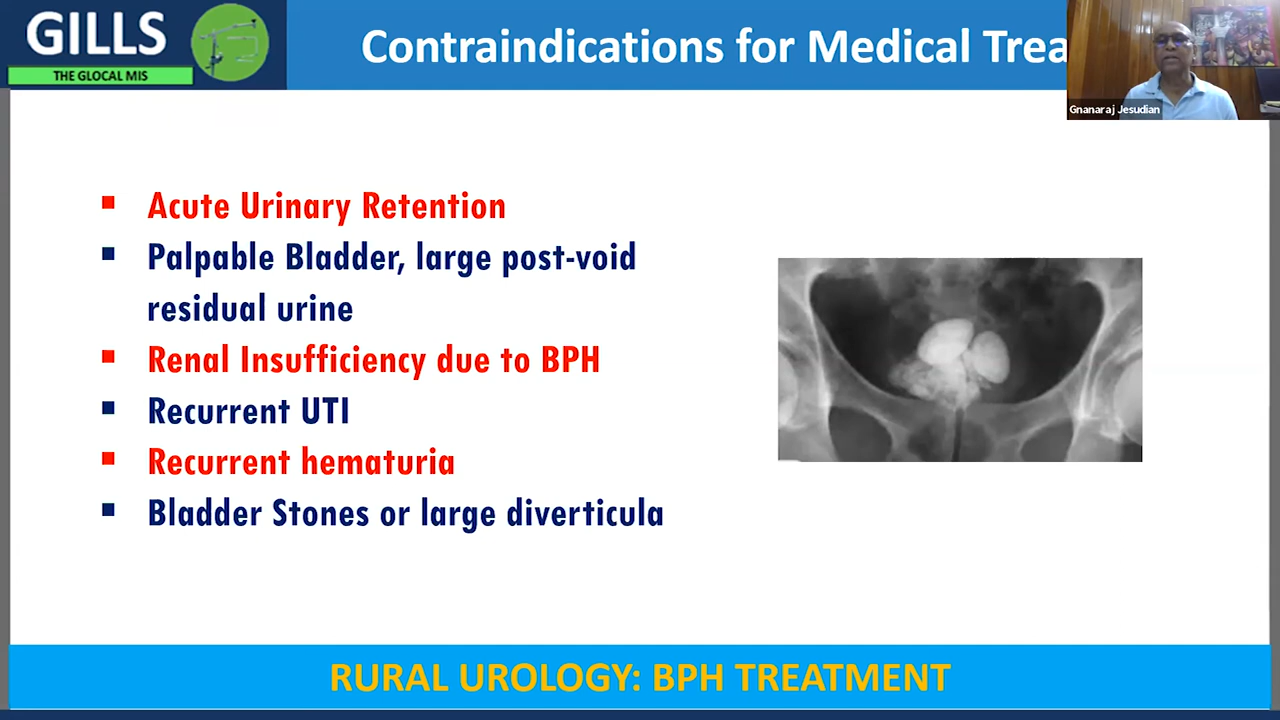 GILLS
THE GLOCAL MIS
Contraindications for Medical
Gnanaraj Jesudian
Acute Urinary Retention
Palpable Bladder, large post-void
residual urine
Renal Insufficiency due to BPH
Recurrent UTI
Recurrent hematuria
Bladder Stones or large diverticula
RURAL UROLOGY: BPH TREATMENT